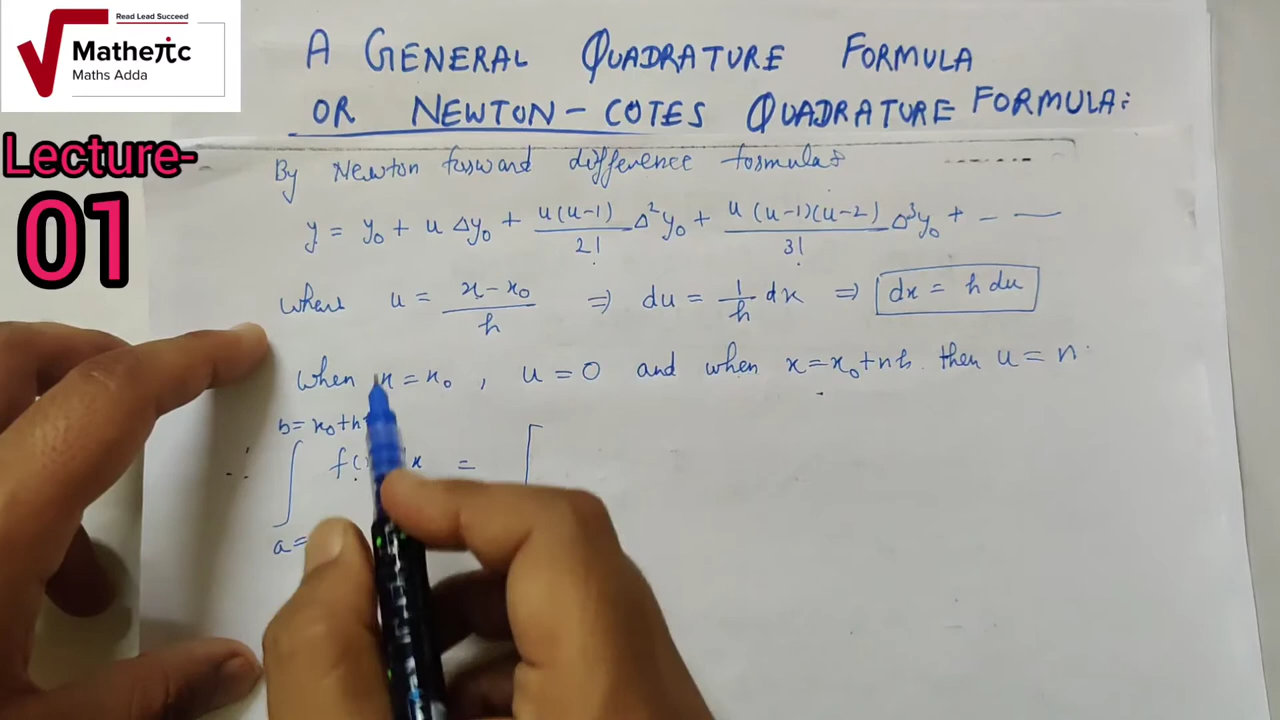 Read Lead Succeed
Matheπc
Maths Adda
Lecture-
01
A GENERAL QUADRATURE FORMULA
OR NEWTON-COTES QUADRATURE FORMULA:
By Newton forward difference formulas
y = y₀ + u Δy₀ + u(u-1)/2! Δ²y₀ + u(u-1)(u-2)/3! Δ³y₀ + - —
where u = x-x₀/h ⇒ du = 1/h dx ⇒ dx = h du
when x = x₀, u = 0 and when x = x₀+nh then u = n.
b = x₀+n
∴ ∫ f( x = [
a =